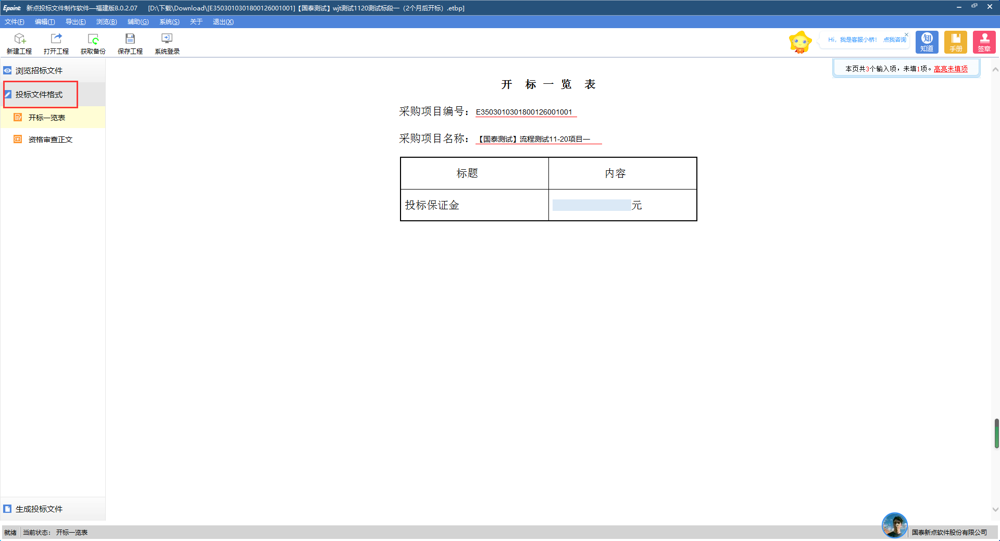 Epoint 新点投标文件制作软件—福建版8.0.2.07 [D:\下载\Download\[E3503010301800126001001]【国泰测试】wjt测试1120测试标段一（2个月后开标）.etbp]
文件(F) 编辑(T) 导出(E) 浏览(B) 辅助(G) 系统(S) 关于 退出(X)
新建工程 打开工程 获取备份 保存工程 系统登录
Hi，我是客服小桥！ 点我咨询
知
知道 手册 签章
浏览招标文件
投标文件格式
开标一览表
资格审查正文
生成投标文件
本页共3个输入项，未填1项。高亮未填项
开 标 一 览 表
采购项目编号：E3503010301800126001001
采购项目名称：【国泰测试】流程测试11-20项目一
标题 内容
投标保证金 元
就绪 当前状态： 开标一览表 国泰新点软件股份有限公司